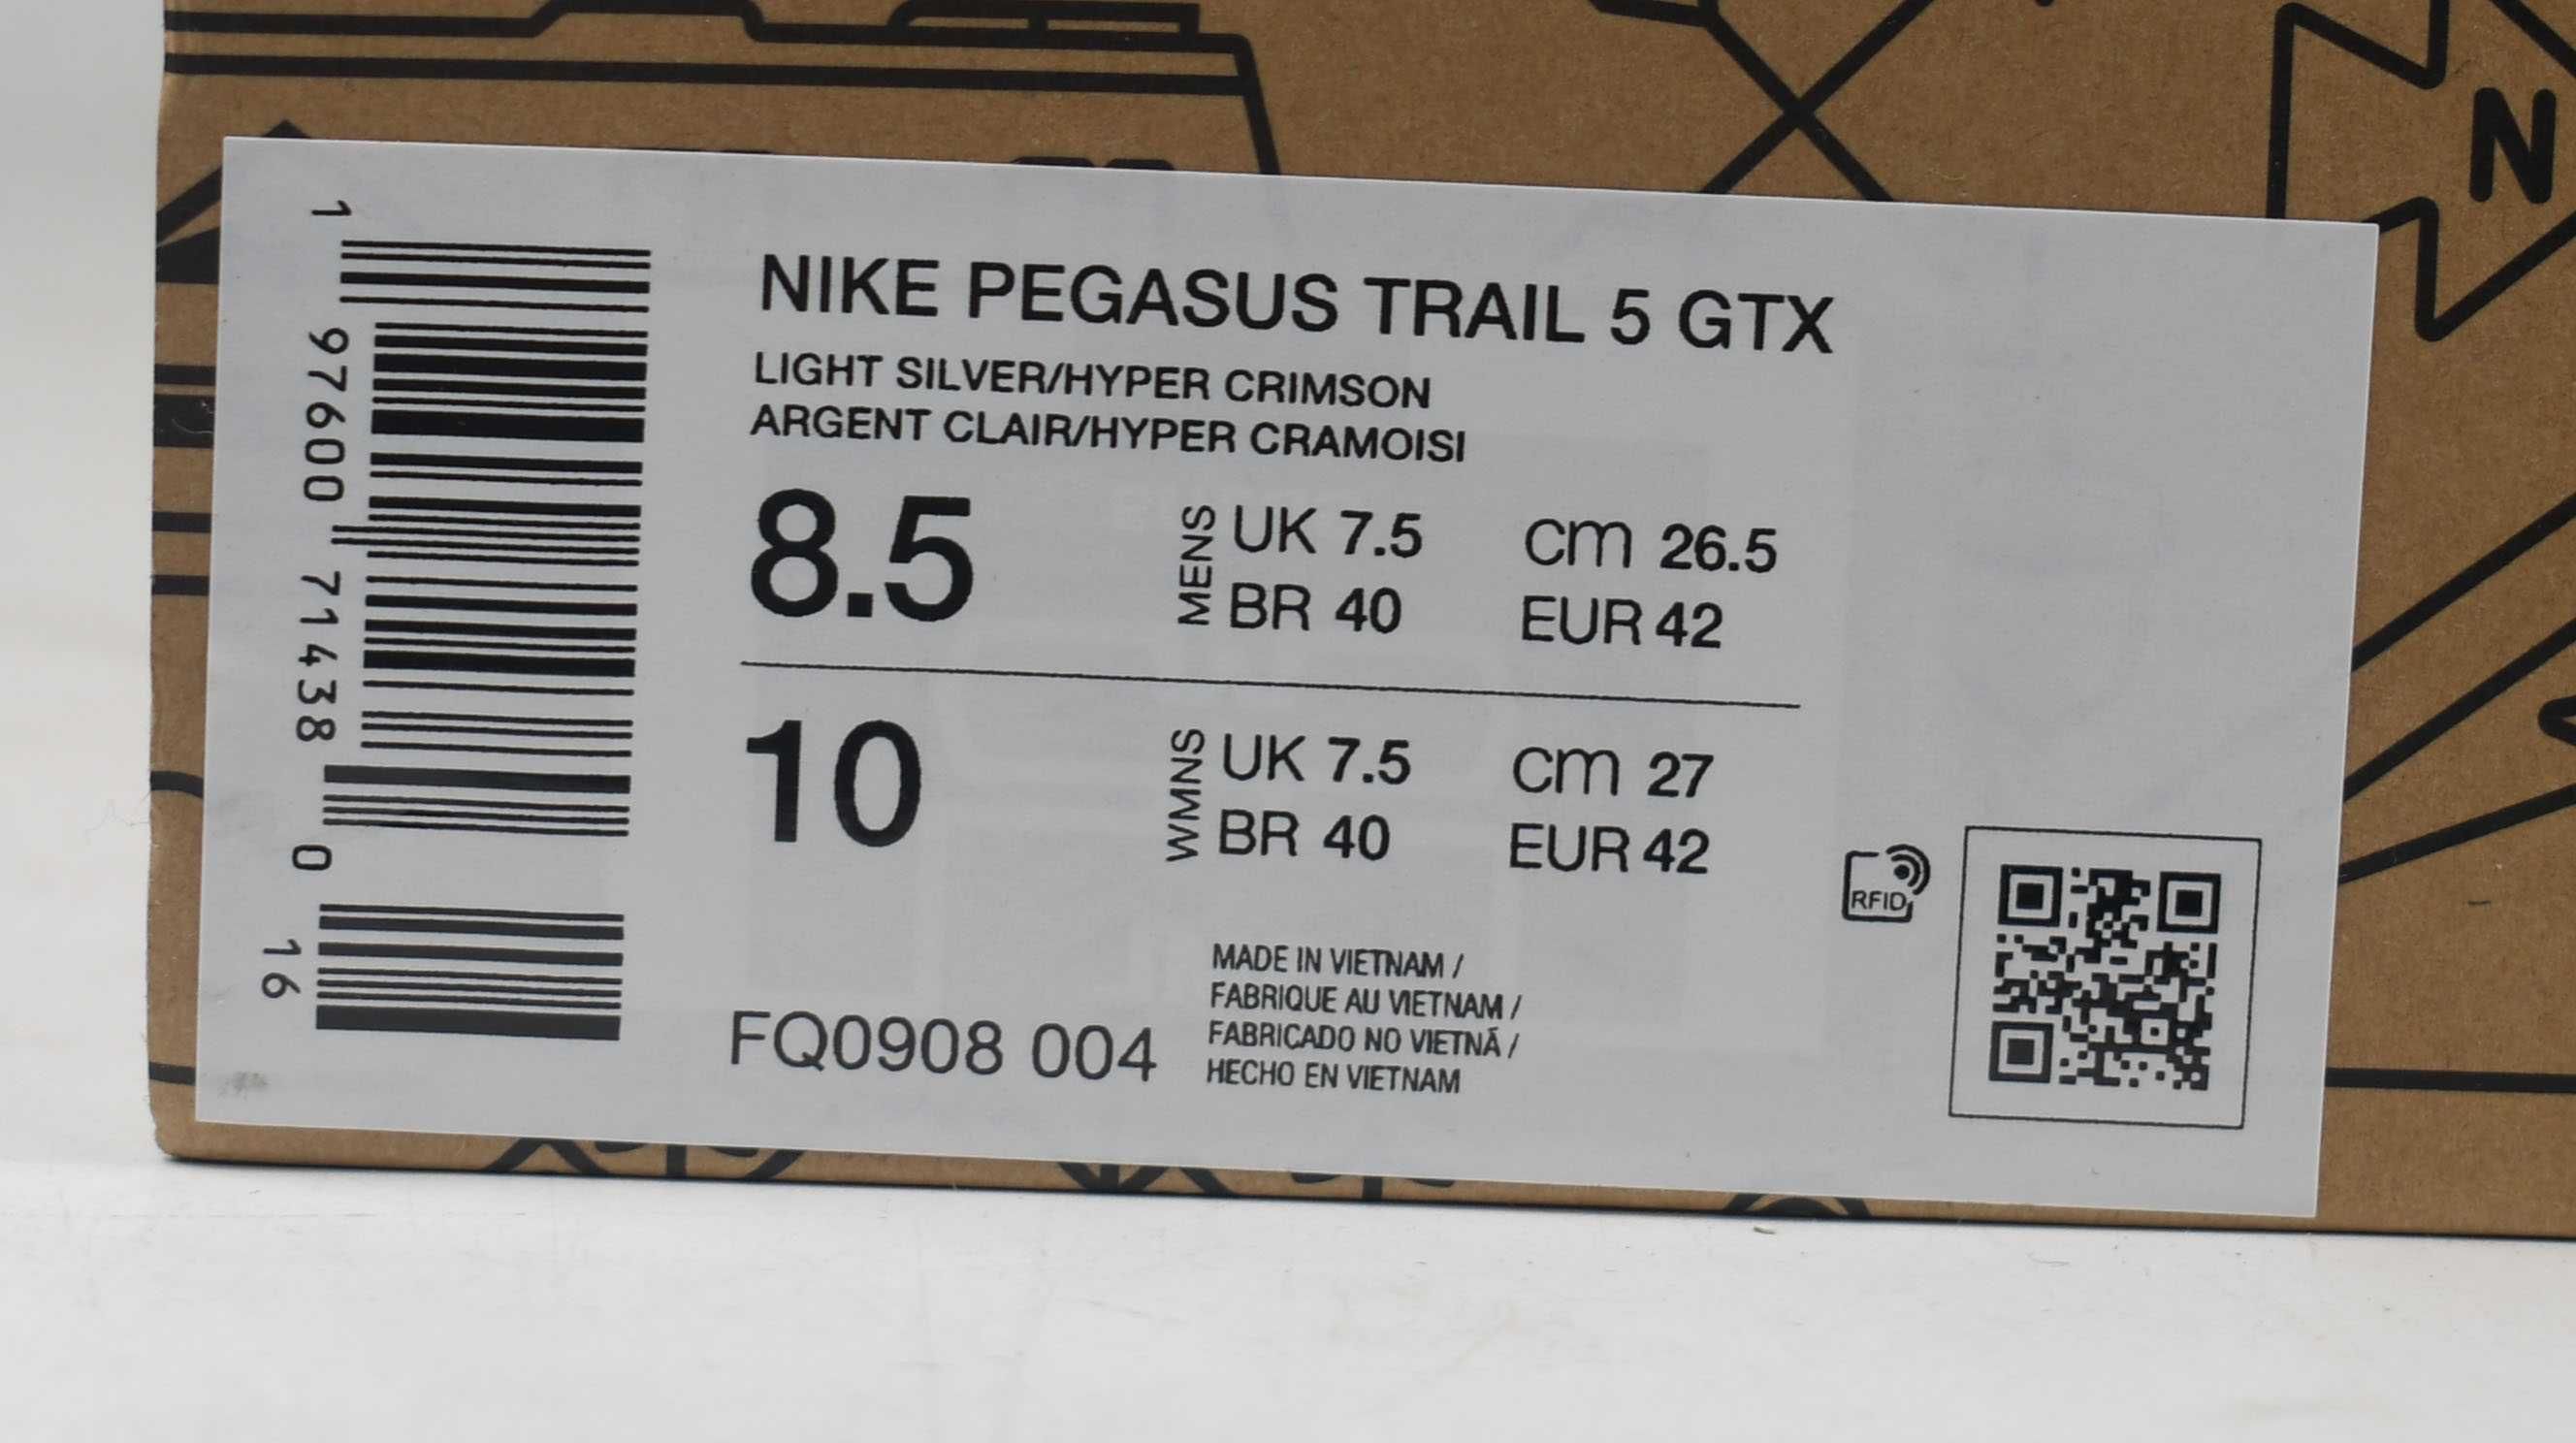 N
NIKE PEGASUS TRAIL 5 GTX
LIGHT SILVER/HYPER CRIMSON
ARGENT CLAIR/HYPER CRAMOISI
8.5 MENS UK 7.5 cm 26.5
BR 40 EUR 42
10 WMNS UK 7.5 cm 27
BR 40 EUR 42
RFID
MADE IN VIETNAM /
FABRIQUE AU VIETNAM /
FABRICADO NO VIETNÃ /
HECHO EN VIETNAM
FQ0908 004
1 97600 71438 0
16